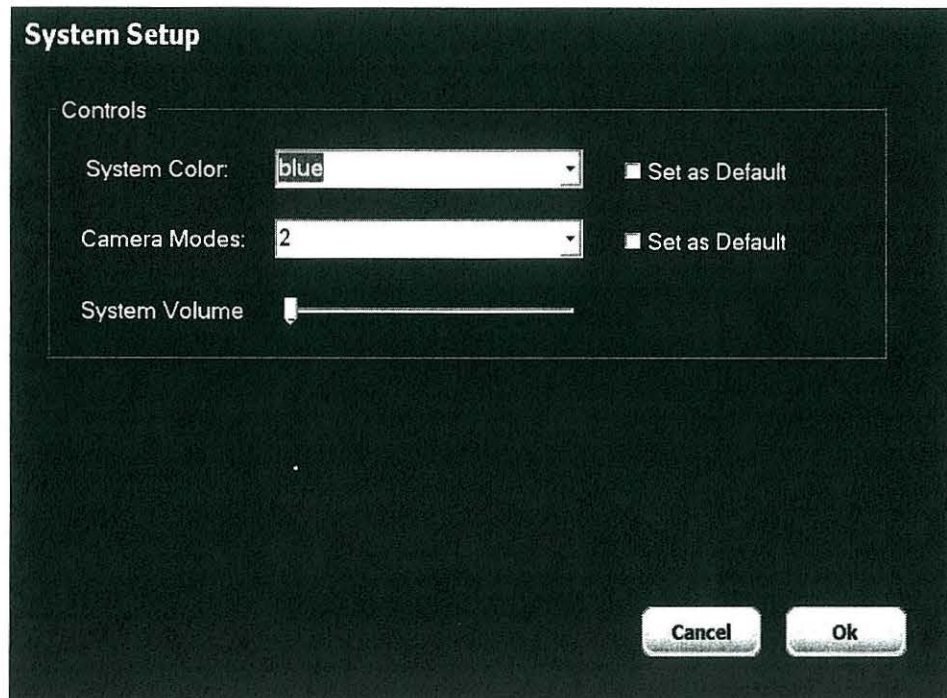 System Setup
Controls
System Color: blue Set as Default
Camera Modes: 2 Set as Default
System Volume
Cancel Ok